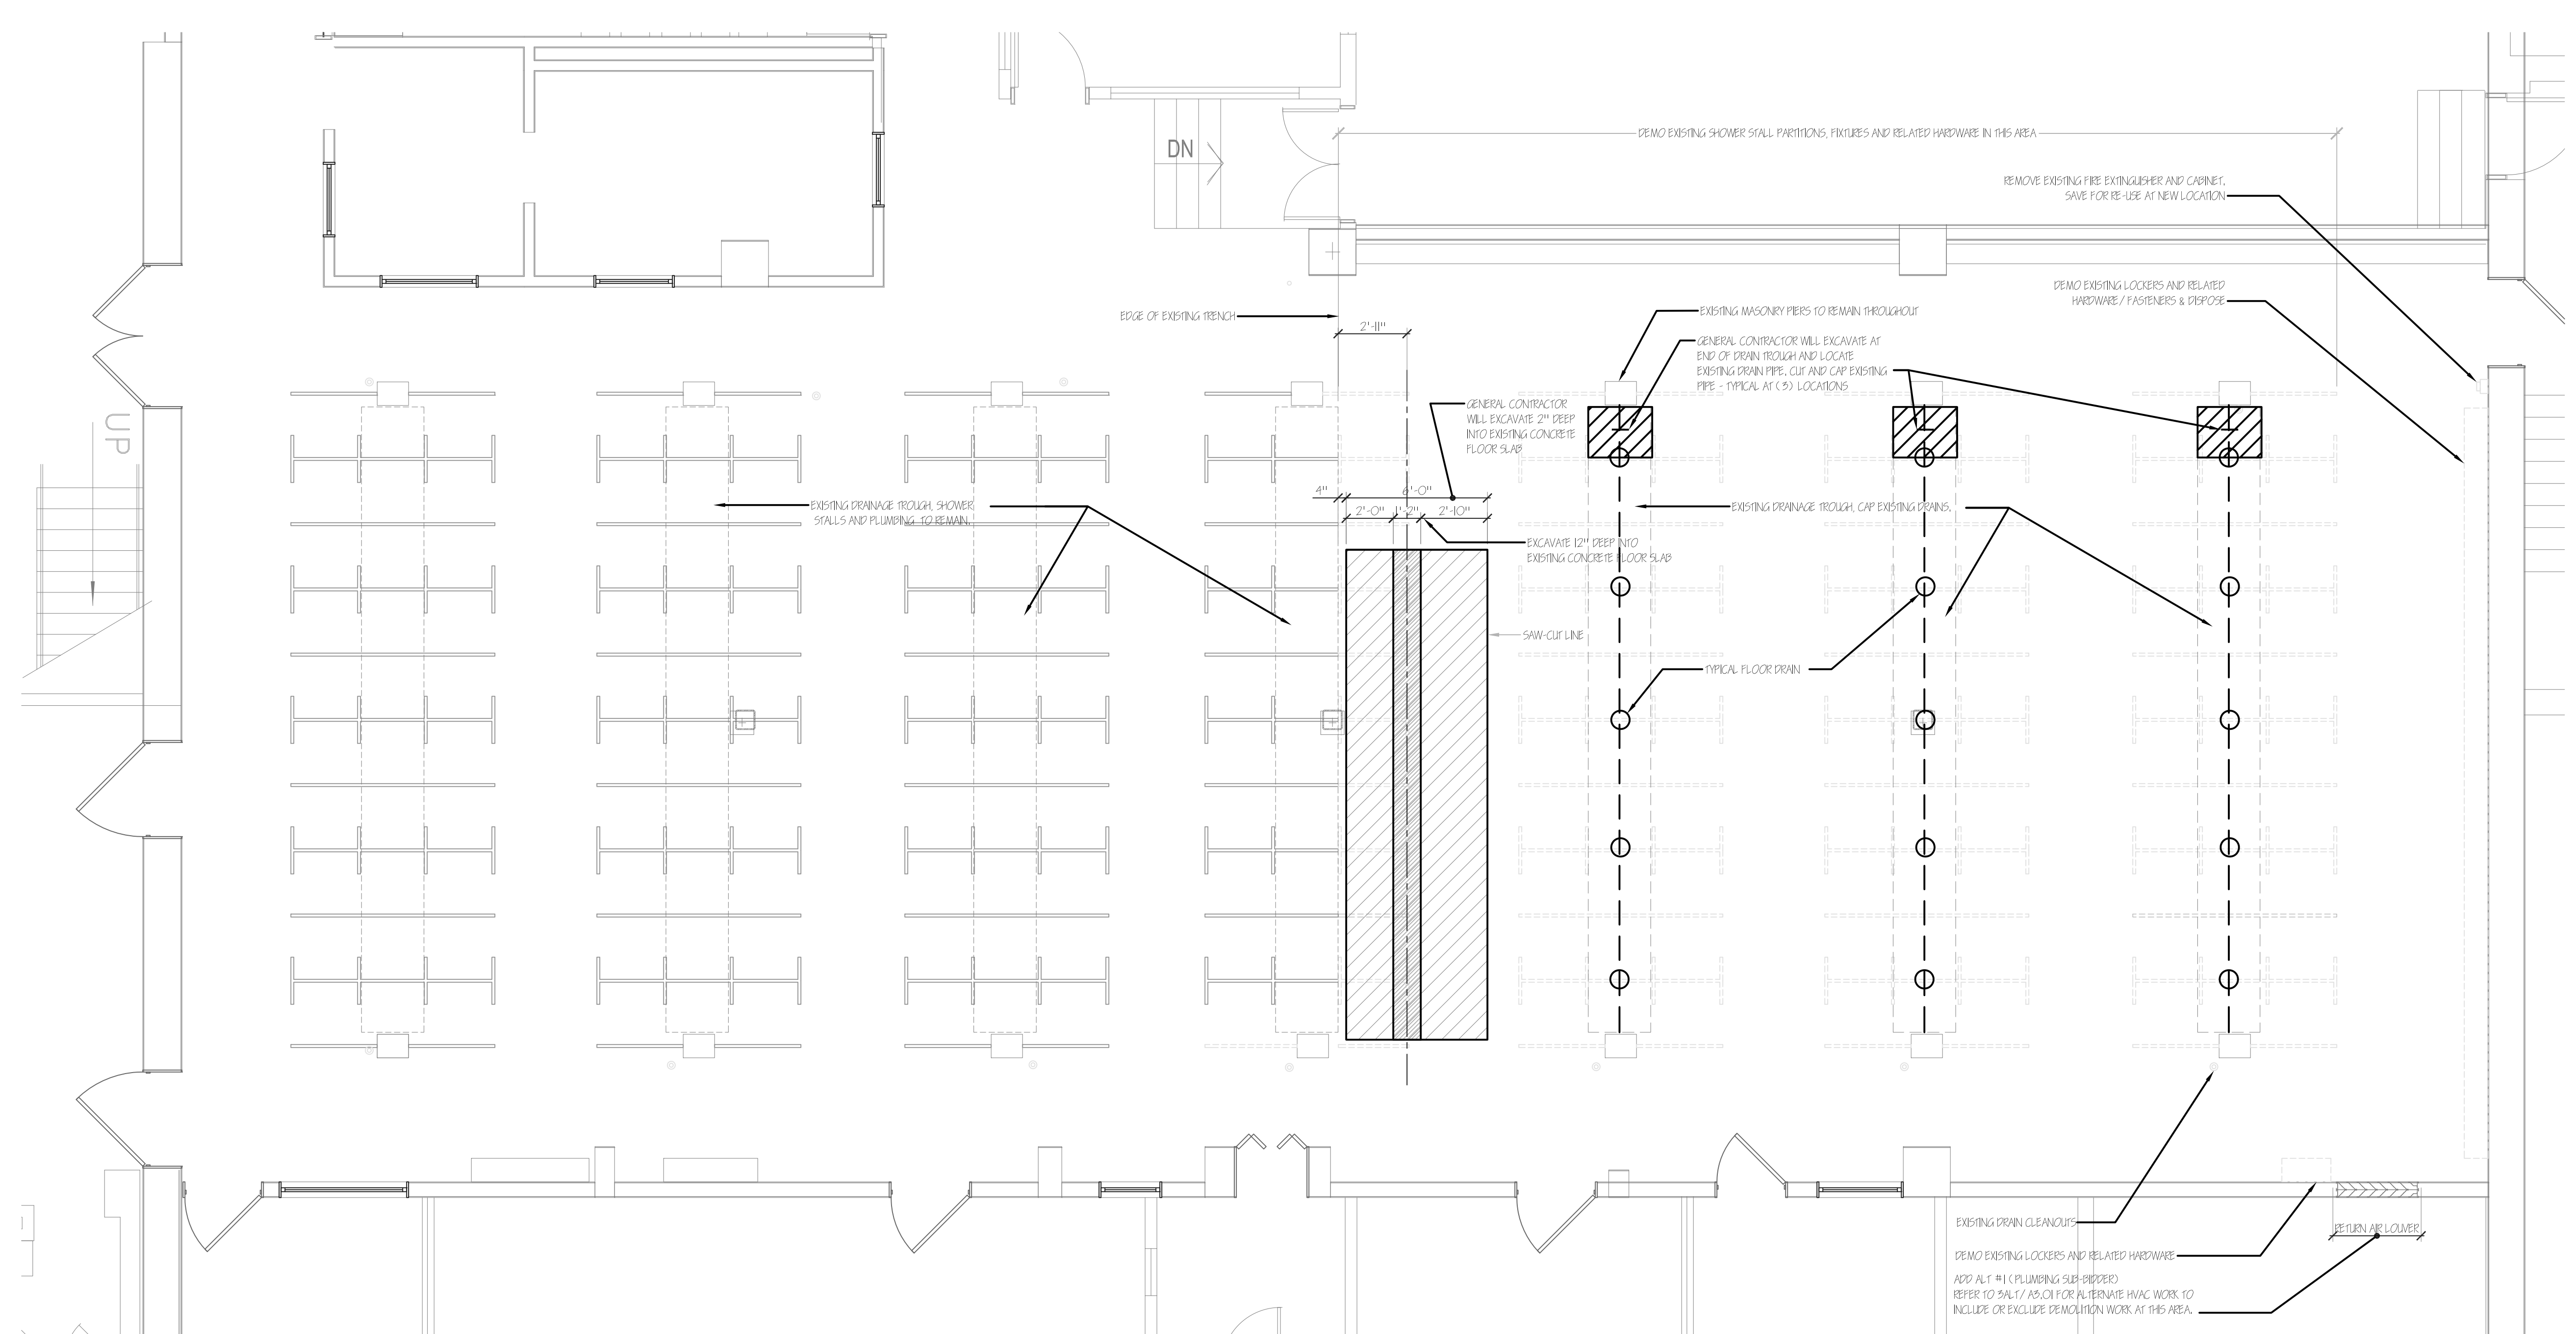 DEMO EXISTING SHOWER STALL PARTITIONS, FIXTURES AND RELATED HARDWARE IN THIS AREA
DN
REMOVE EXISTING FIRE EXTINGUISHER AND CABINET.
SAVE FOR RE-USE AT NEW LOCATION
DEMO EXISTING LOCKERS AND RELATED
HARDWARE/ FASTENERS & DISPOSE
EDGE OF EXISTING TRENCH
2'-11"
EXISTING MASONRY PIERS TO REMAIN THROUGHOUT
GENERAL CONTRACTOR WILL EXCAVATE AT
END OF DRAIN TROUGH AND LOCATE
EXISTING DRAIN PIPE. CUT AND CAP EXISTING
PIPE - TYPICAL AT (3) LOCATIONS
GENERAL CONTRACTOR
WILL EXCAVATE 2" DEEP
INTO EXISTING CONCRETE
FLOOR SLAB
UP
4"
6'-0"
2'-0"
1'-2"
2'-10"
EXISTING DRAINAGE TROUGH, SHOWER
STALLS AND PLUMBING TO REMAIN.
EXISTING DRAINAGE TROUGH, CAP EXISTING DRAINS.
EXCAVATE 12" DEEP INTO
EXISTING CONCRETE FLOOR SLAB
SAW-CUT LINE
TYPICAL FLOOR DRAIN
EXISTING DRAIN CLEANOUTS
RETURN AIR LOUVER
DEMO EXISTING LOCKERS AND RELATED HARDWARE
ADD ALT #1 ( PLUMBING SUB-BIDDER)
REFER TO 3ALT/ A3.01 FOR ALTERNATE HVAC WORK TO
INCLUDE OR EXCLUDE DEMOLITION WORK AT THIS AREA.